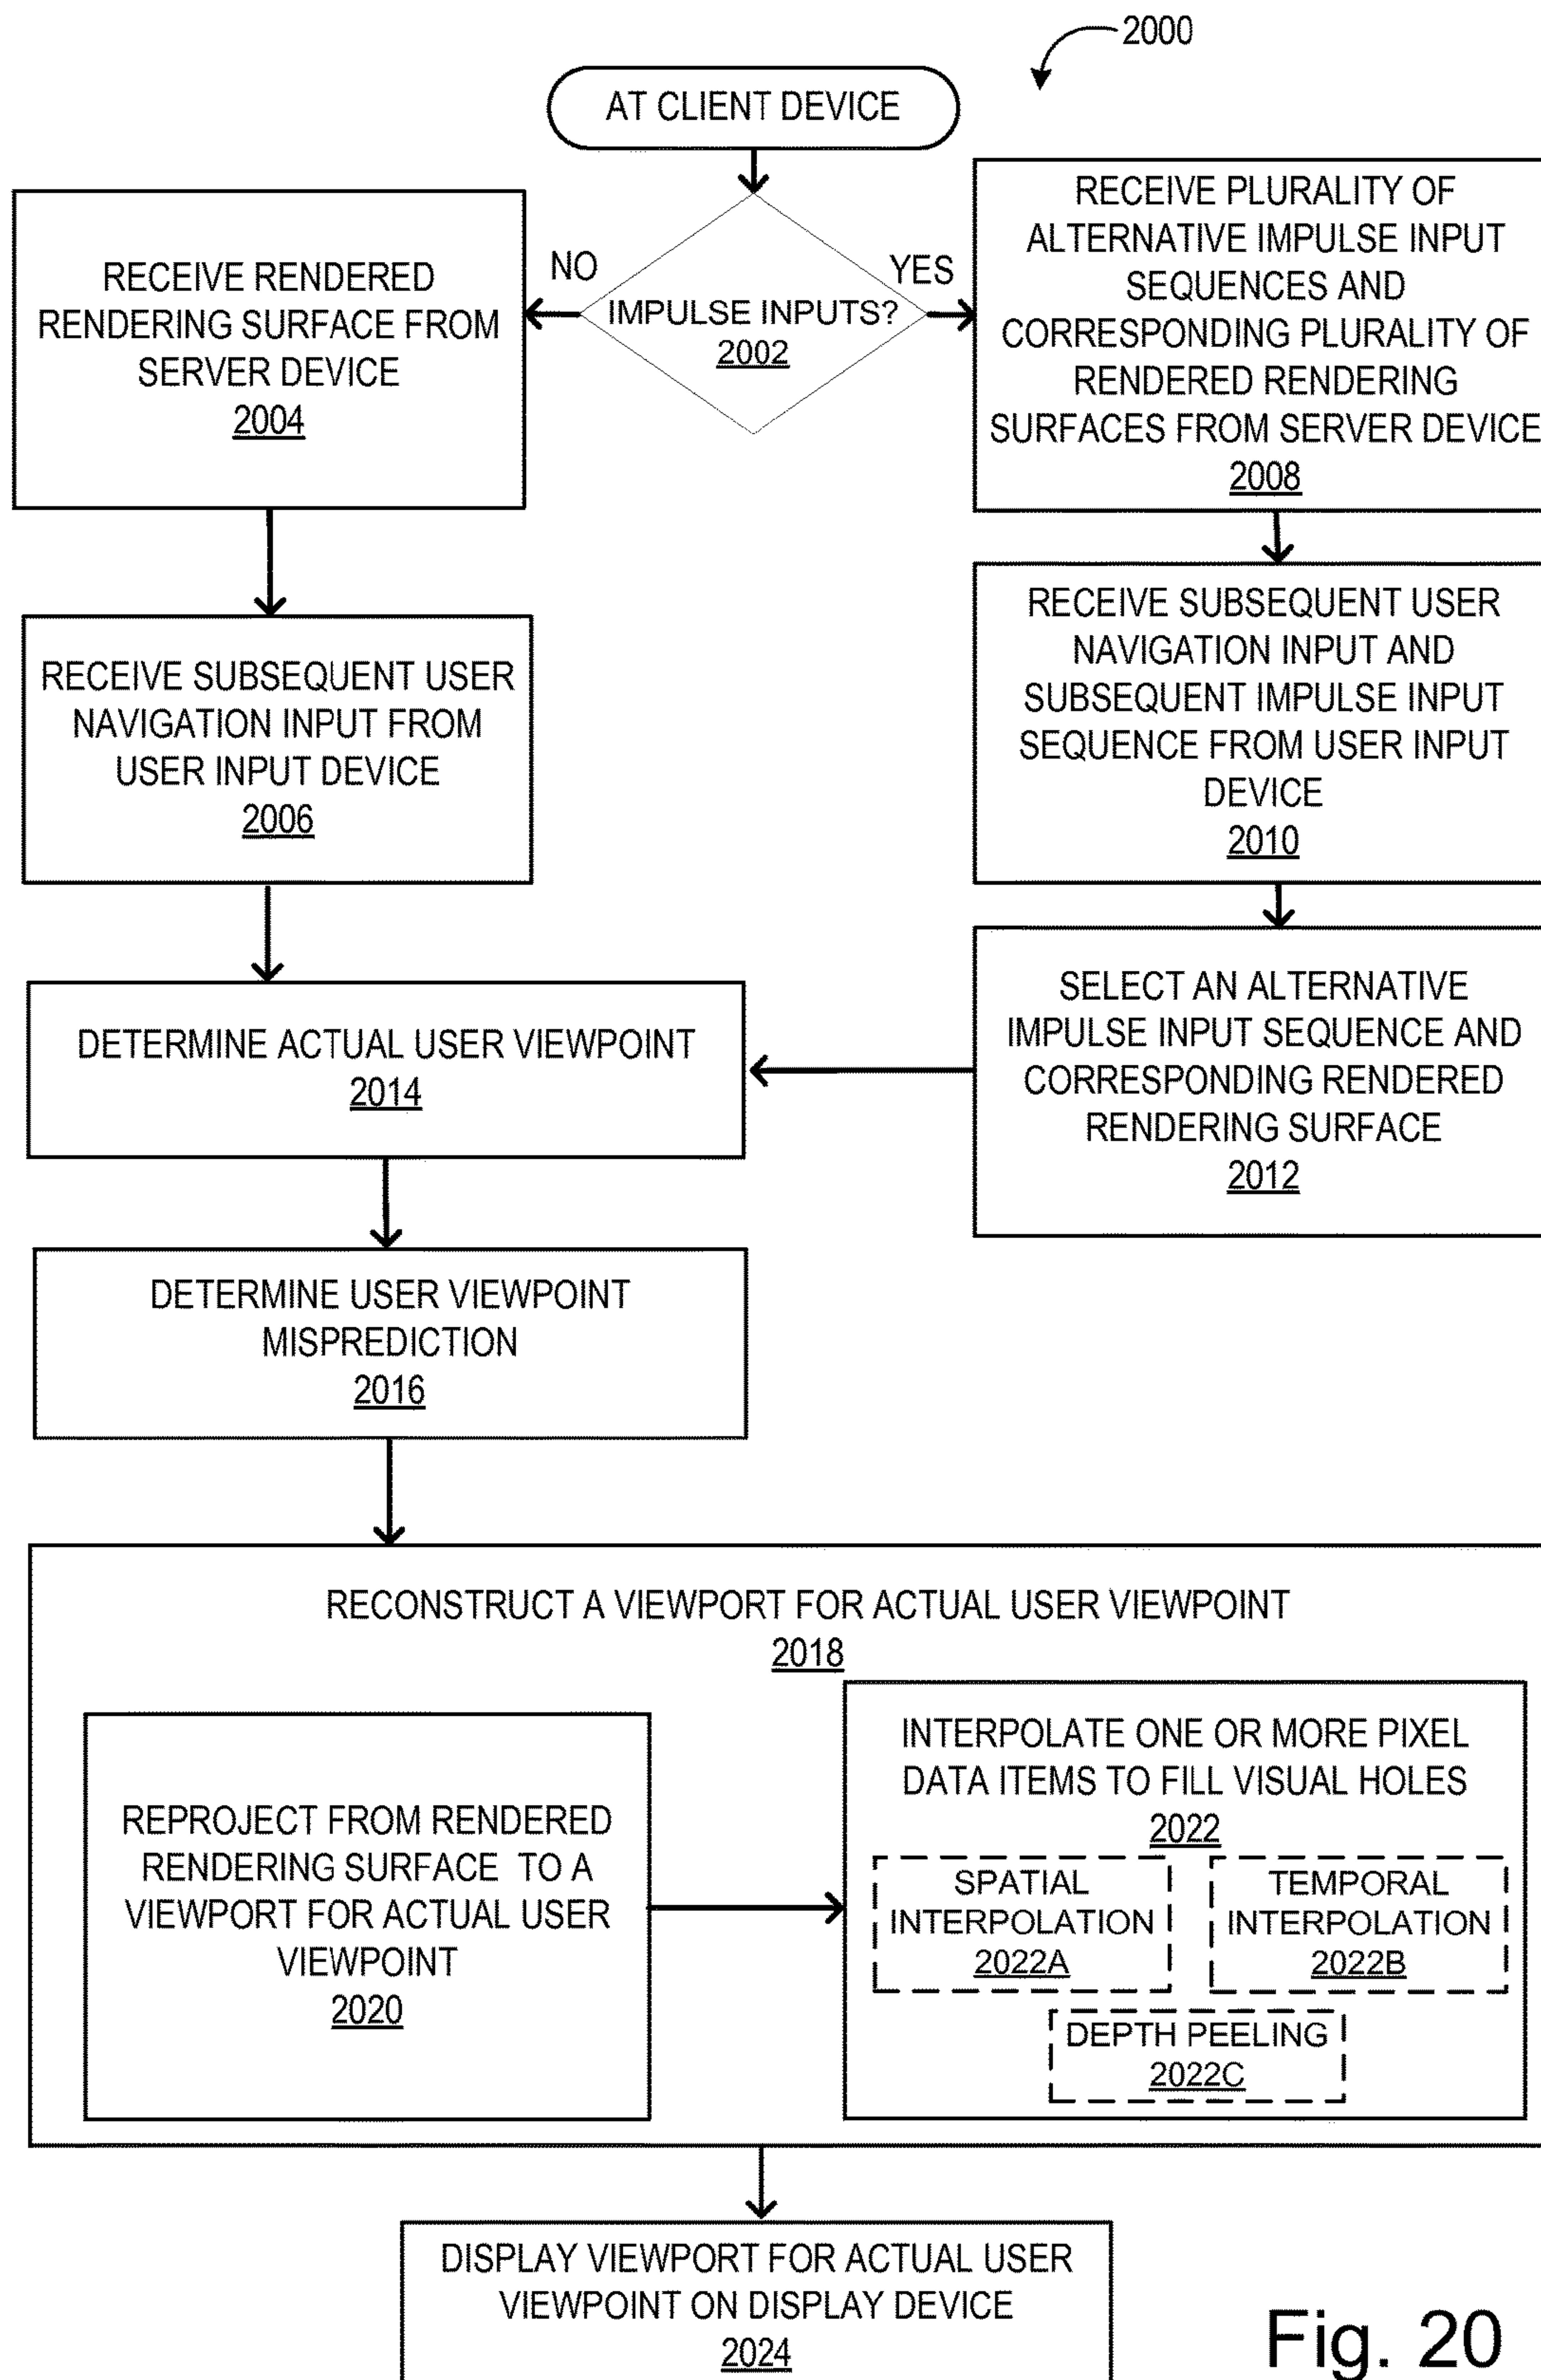 2000
AT CLIENT DEVICE
IMPULSE INPUTS?
2002
NO
YES
RECEIVE RENDERED
RENDERING SURFACE FROM
SERVER DEVICE
2004
RECEIVE SUBSEQUENT USER
NAVIGATION INPUT FROM
USER INPUT DEVICE
2006
RECEIVE PLURALITY OF
ALTERNATIVE IMPULSE INPUT
SEQUENCES AND
CORRESPONDING PLURALITY OF
RENDERED RENDERING
SURFACES FROM SERVER DEVICE
2008
RECEIVE SUBSEQUENT USER
NAVIGATION INPUT AND
SUBSEQUENT IMPULSE INPUT
SEQUENCE FROM USER INPUT
DEVICE
2010
SELECT AN ALTERNATIVE
IMPULSE INPUT SEQUENCE AND
CORRESPONDING RENDERED
RENDERING SURFACE
2012
DETERMINE ACTUAL USER VIEWPOINT
2014
DETERMINE USER VIEWPOINT
MISPREDICTION
2016
RECONSTRUCT A VIEWPORT FOR ACTUAL USER VIEWPOINT
2018
REPROJECT FROM RENDERED
RENDERING SURFACE TO A
VIEWPORT FOR ACTUAL USER
VIEWPOINT
2020
INTERPOLATE ONE OR MORE PIXEL
DATA ITEMS TO FILL VISUAL HOLES
2022
SPATIAL
INTERPOLATION
2022A
TEMPORAL
INTERPOLATION
2022B
DEPTH PEELING
2022C
DISPLAY VIEWPORT FOR ACTUAL USER
VIEWPOINT ON DISPLAY DEVICE
2024
Fig. 20